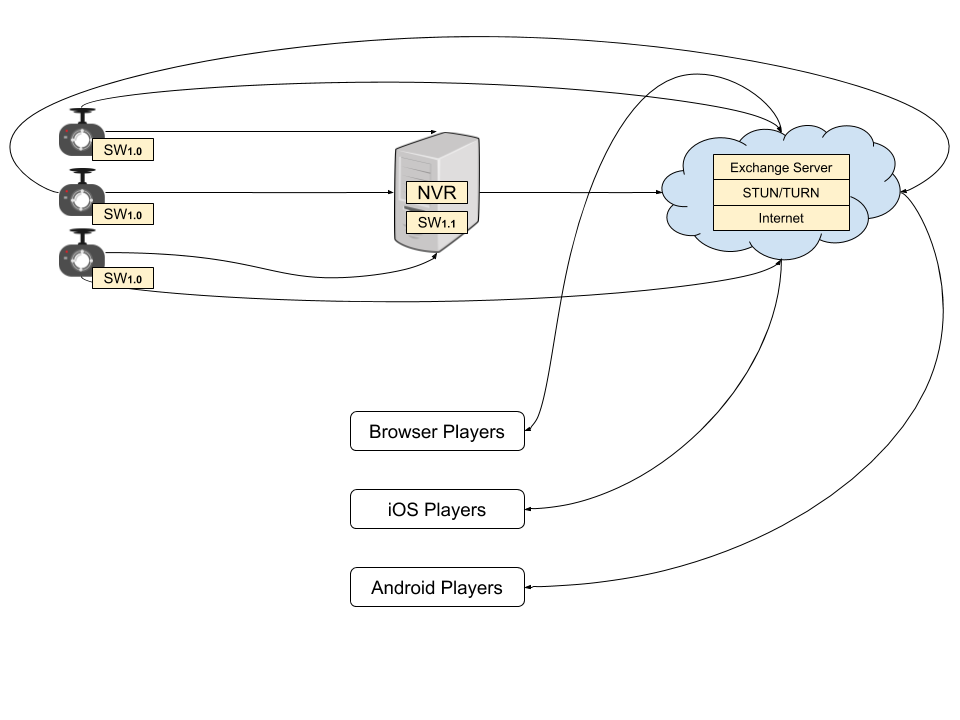 SW1.0
SW1.0
SW1.0
NVR
SW1.1
Exchange Server
STUN/TURN
Internet
Browser Players
iOS Players
Android Players